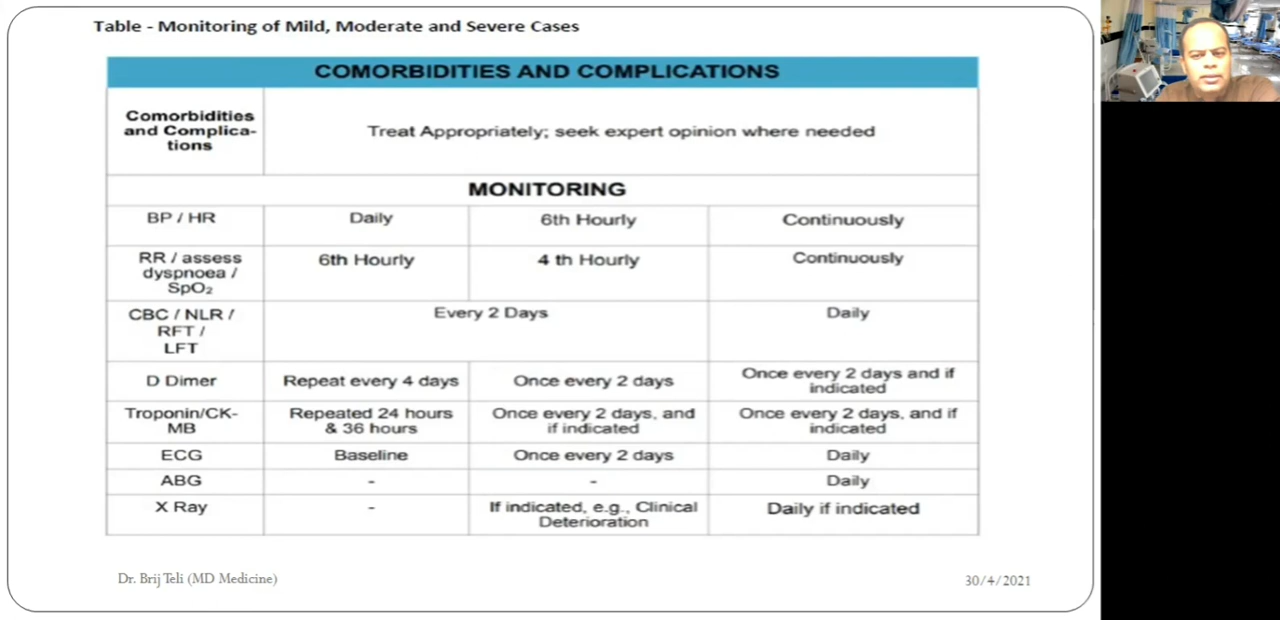 Table - Monitoring of Mild, Moderate and Severe Cases
COMORBIDITIES AND COMPLICATIONS
Comorbidities
and Complica-
tions
Treat Appropriately; seek expert opinion where needed
MONITORING
BP / HR
Daily
6th Hourly
Continuously
RR / assess
dyspnoea /
SpO₂
6th Hourly
4 th Hourly
Continuously
CBC / NLR /
RFT /
LFT
Every 2 Days
Daily
D Dimer
Repeat every 4 days
Once every 2 days
Once every 2 days and if
indicated
Troponin/CK-
MB
Repeated 24 hours
& 36 hours
Once every 2 days, and
if indicated
Once every 2 days, and if
indicated
ECG
Baseline
Once every 2 days
Daily
ABG
-
-
Daily
X Ray
-
If indicated, e.g., Clinical
Deterioration
Daily if indicated
Dr. Brij Teli (MD Medicine)
30/4/2021